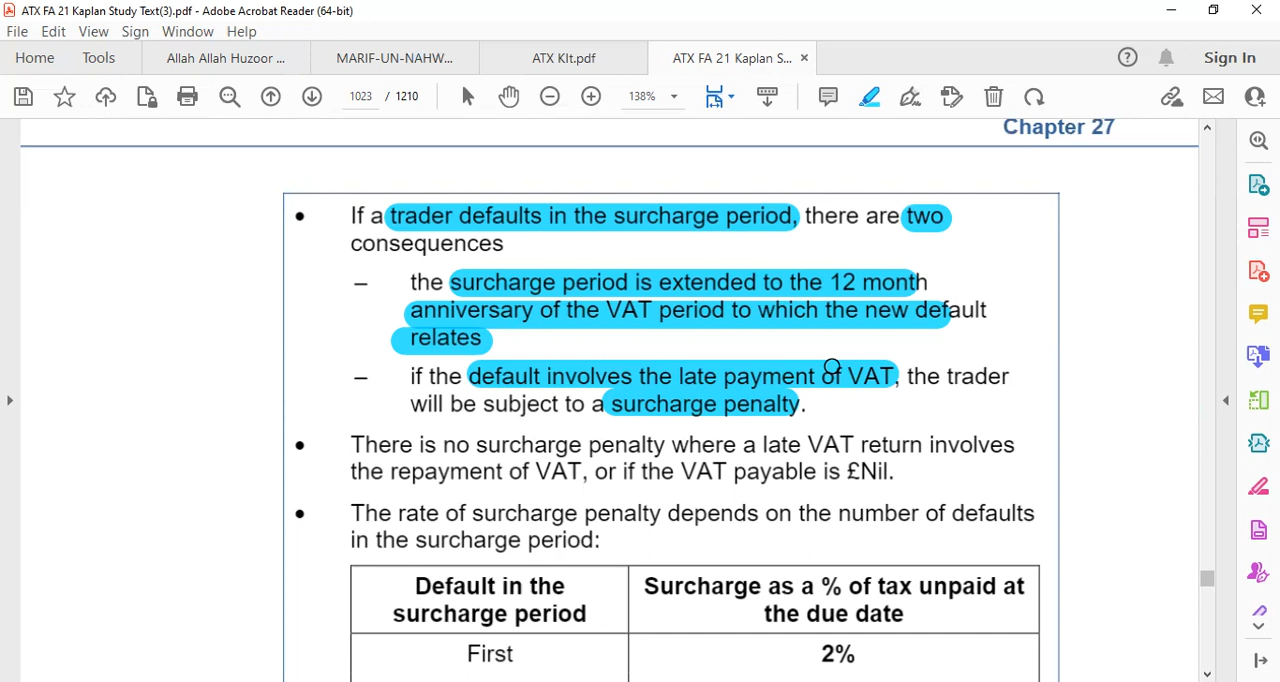 ATX FA 21 Kaplan Study Text(3).pdf - Adobe Acrobat Reader (64-bit)
File Edit View Sign Window Help
Home Tools Allah Allah Huzoor ... MARIF-UN-NAHW... ATX KIt.pdf ATX FA 21 Kaplan S... × Sign In
1023 / 1210 138%
Chapter 27
• If a trader defaults in the surcharge period, there are two
consequences
– the surcharge period is extended to the 12 month
anniversary of the VAT period to which the new default
relates
– if the default involves the late payment of VAT, the trader
will be subject to a surcharge penalty.
• There is no surcharge penalty where a late VAT return involves
the repayment of VAT, or if the VAT payable is £Nil.
• The rate of surcharge penalty depends on the number of defaults
in the surcharge period:
Default in the Surcharge as a % of tax unpaid at
surcharge period the due date
First 2%